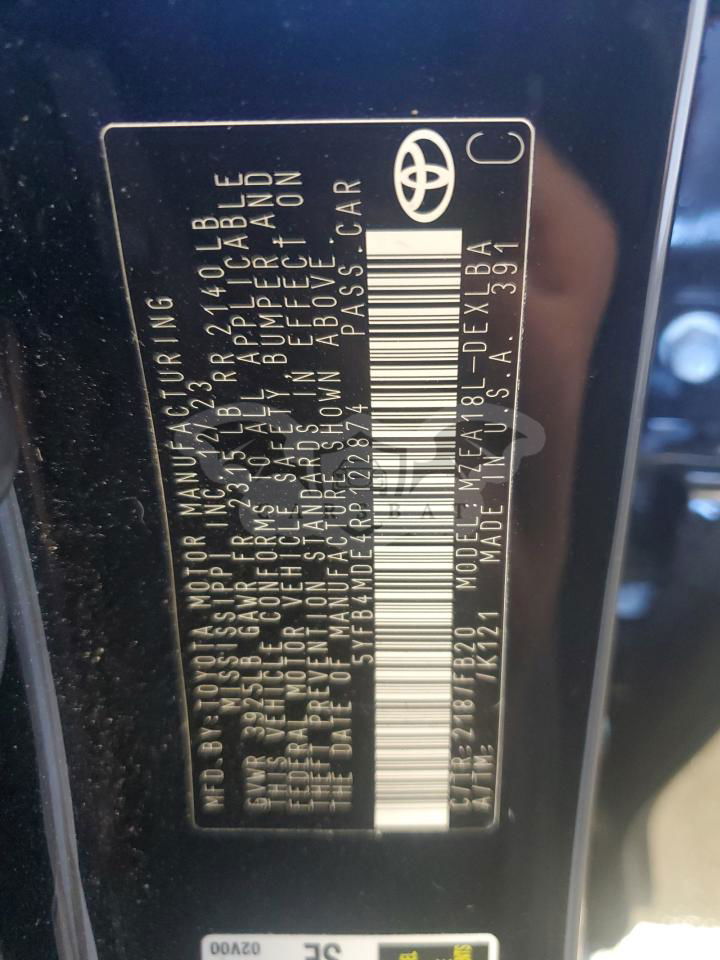 MFD.BY:TOYOTA MOTOR MANUFACTURING
MISSISSIPPI INC. 12/23
GVWR 3925LB GAWR FR 2315LB RR 2140LB
THIS VEHICLE CONFORMS TO ALL APPLICABLE
FEDERAL MOTOR VEHICLE SAFETY BUMPER AND
THEFT PREVENTION STANDARDS IN EFFECT ON
THE DATE OF MANUFACTURE SHOWN ABOVE.
5YFB4MDE4RP122874 PASS.CAR
C/TR:218/FB20 MODEL:MZEA18L-DEXLBA
A/TM: /K121 MADE IN U.S.A. 391
C
02V00
SE